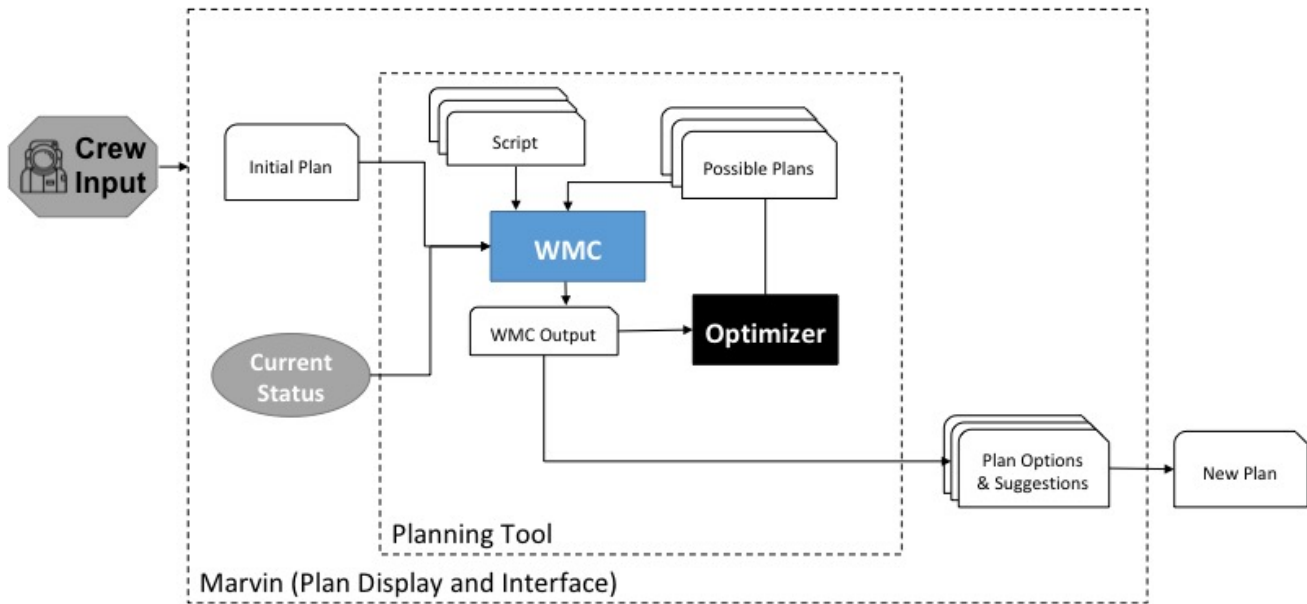 Crew
Input
Initial Plan
Script
Possible Plans
WMC
WMC Output
Optimizer
Current
Status
Plan Options
& Suggestions
New Plan
Planning Tool
Marvin (Plan Display and Interface)